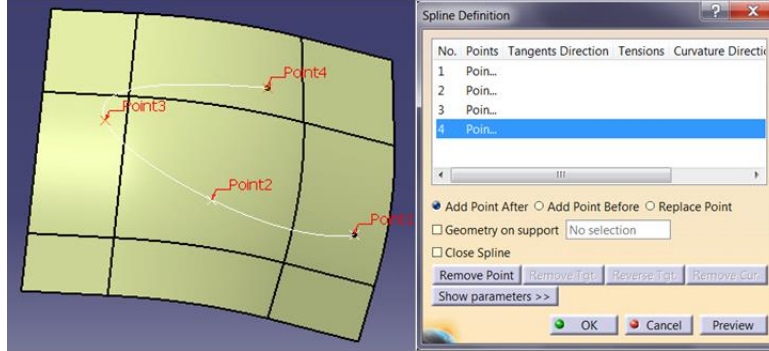 Point4
Point3
Point2
Spline Definition
?
X
No. Points Tangents Direction Tensions Curvature Directio
1 Poin...
2 Poin...
3 Poin...
4 Poin...
Add Point After Add Point Before Replace Point
Geometry on support No selection
Close Spline
Remove Point Remove Tgt. Reverse Tgt. Remove Cur.
Show parameters >>
OK Cancel Preview